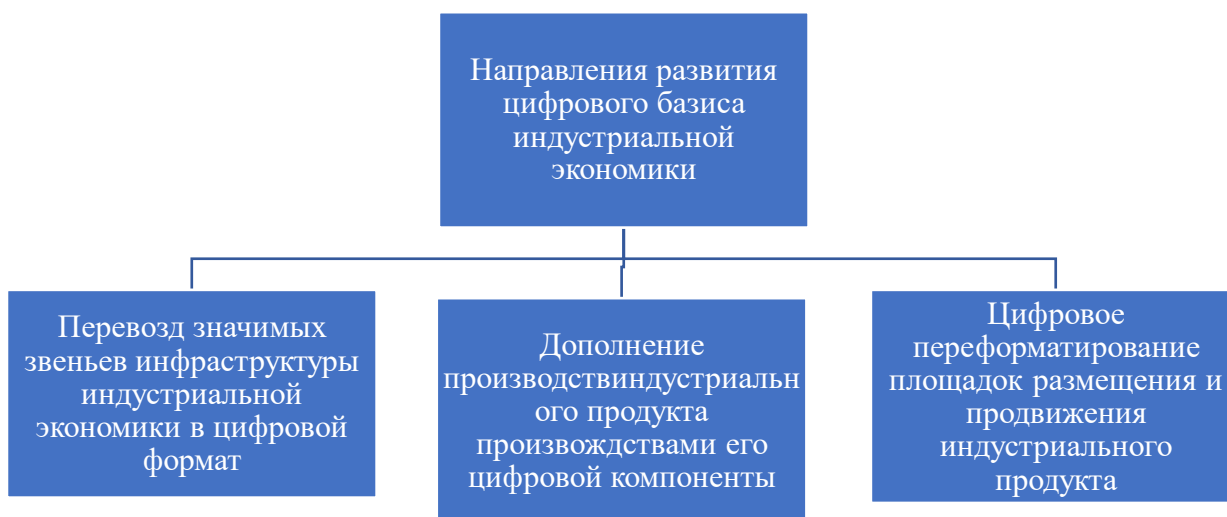 Направления развития
цифрового базиса
индустриальной
экономики
Перевозд значимых
звеньев инфраструктуры
индустриальной
экономики в цифровой
формат
Дополнение
производствиндустриальн
ого продукта
произвождствами его
цифровой компоненты
Цифровое
переформатирование
площадок размещения и
продвижения
индустриального
продукта